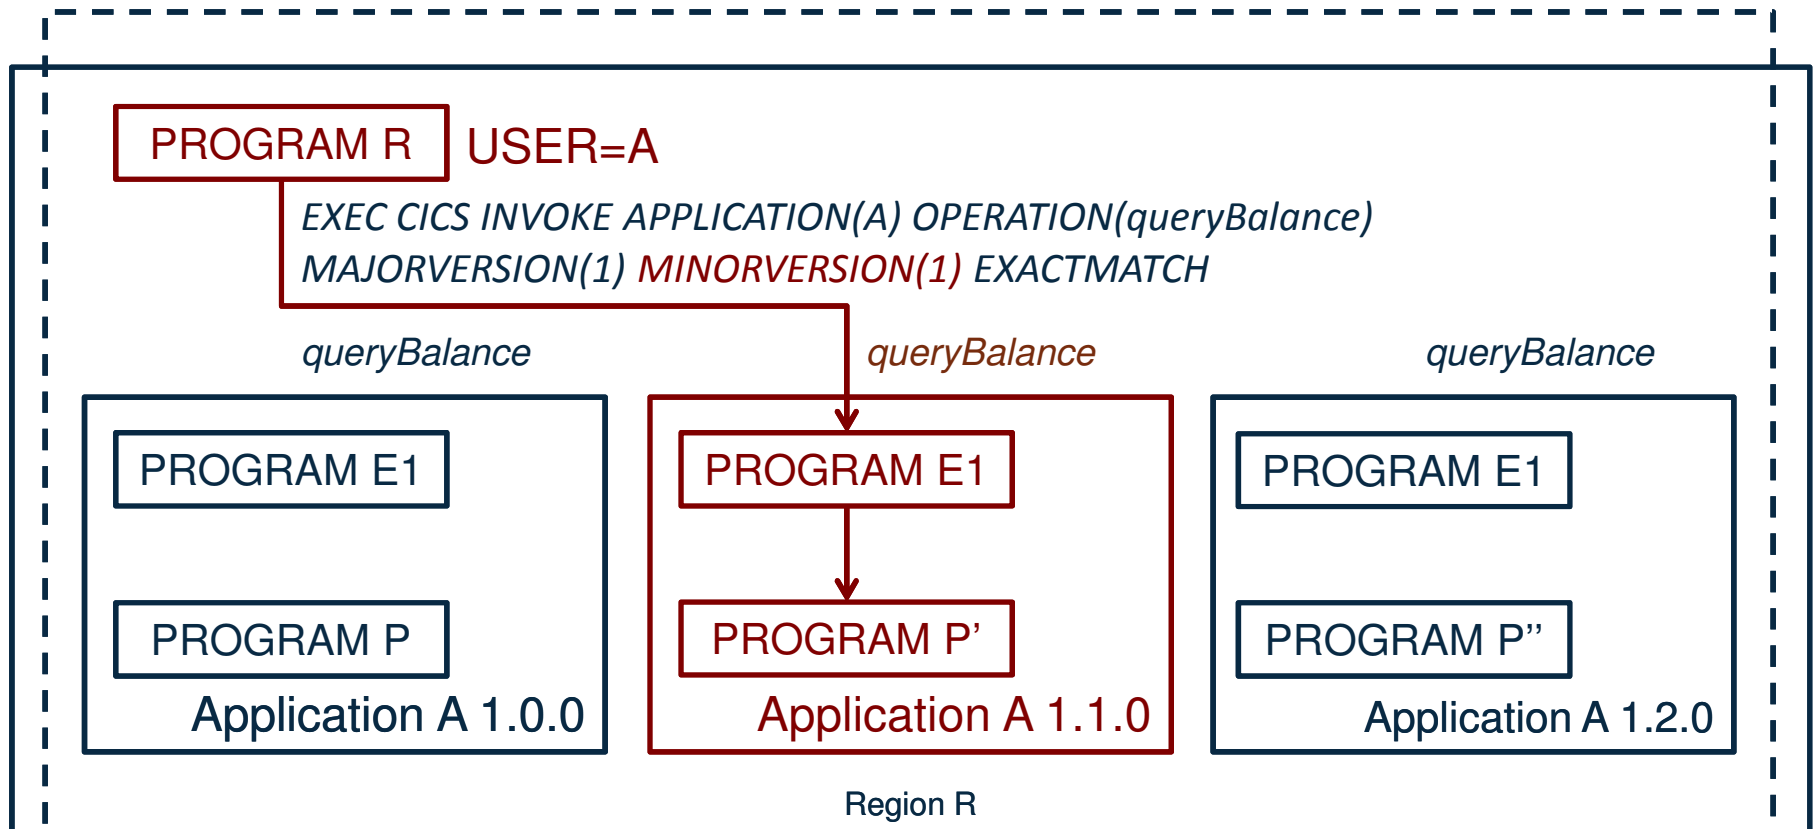 PROGRAM R USER=A
EXEC CICS INVOKE APPLICATION(A) OPERATION(queryBalance)
MAJORVERSION(1) MINORVERSION(1) EXACTMATCH
queryBalance queryBalance queryBalance
PROGRAM E1 PROGRAM E1 PROGRAM E1
PROGRAM P PROGRAM P’ PROGRAM P’’
Application A 1.0.0 Application A 1.1.0 Application A 1.2.0
Region R